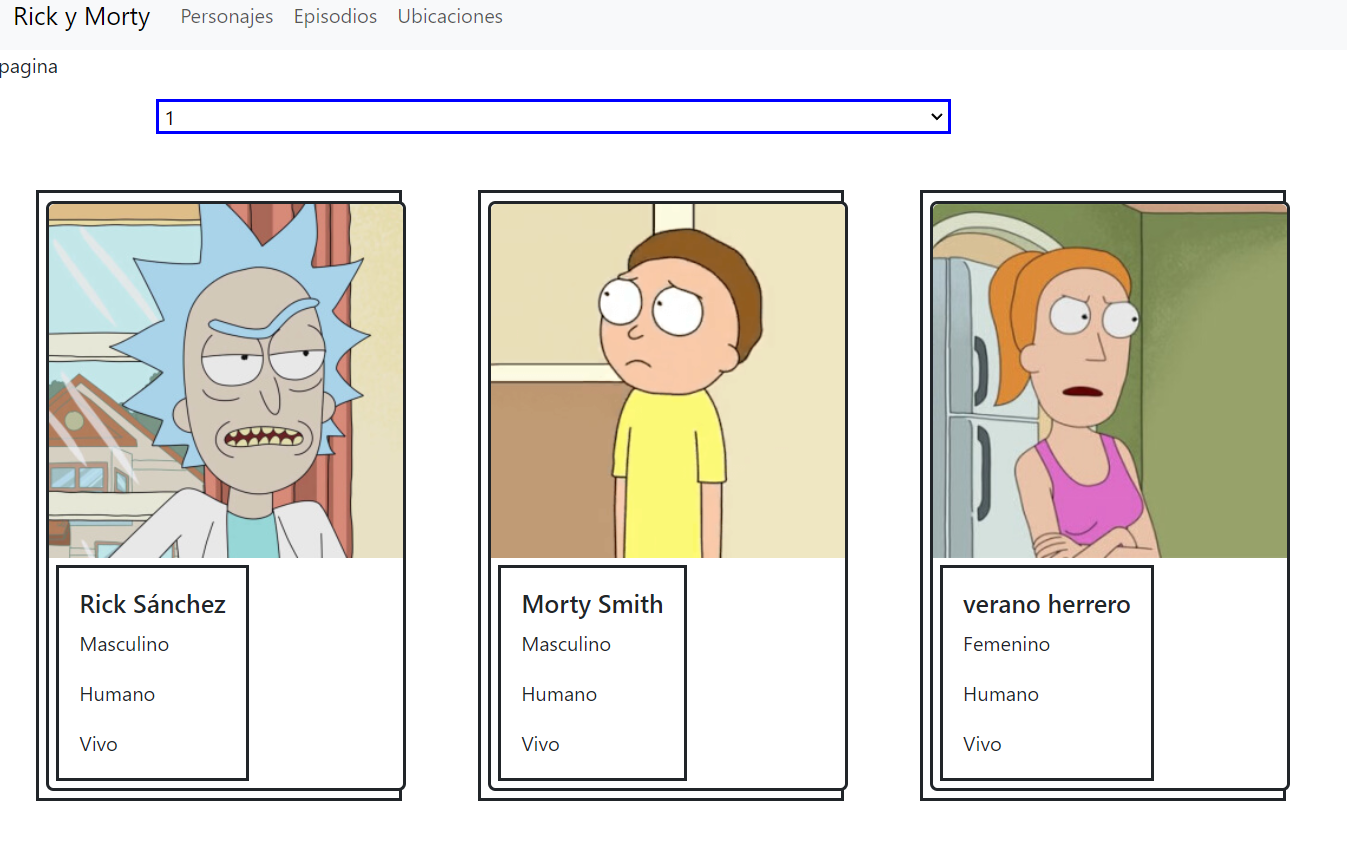 Rick y Morty Personajes Episodios Ubicaciones
pagina
1
Rick Sánchez
Masculino
Humano
Vivo
Morty Smith
Masculino
Humano
Vivo
verano herrero
Femenino
Humano
Vivo